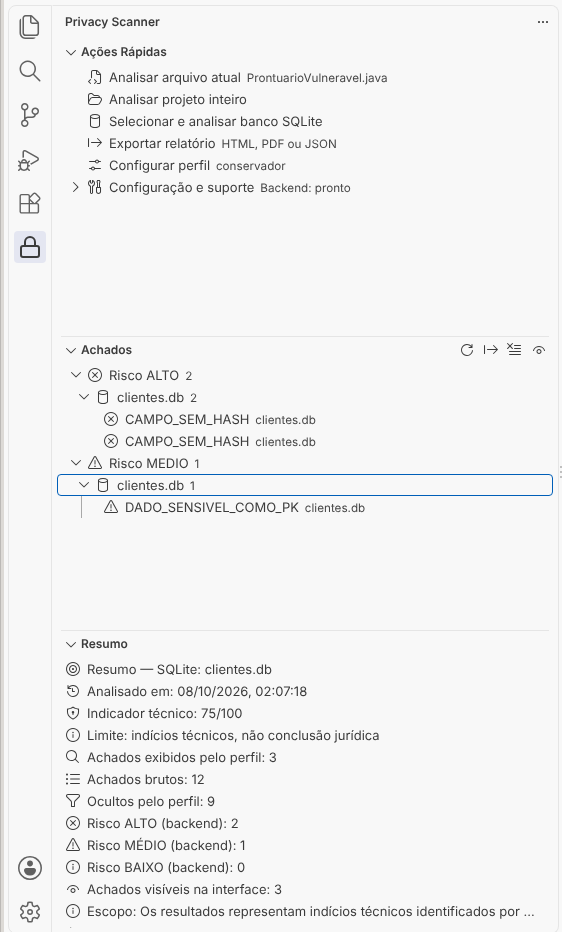 Privacy Scanner
Ações Rápidas
Analisar arquivo atual ProntuarioVulneravel.java
Analisar projeto inteiro
Selecionar e analisar banco SQLite
Exportar relatório HTML, PDF ou JSON
Configurar perfil conservador
Configuração e suporte Backend: pronto
Achados
Risco ALTO 2
clientes.db 2
CAMPO_SEM_HASH clientes.db
CAMPO_SEM_HASH clientes.db
Risco MEDIO 1
clientes.db 1
DADO_SENSIVEL_COMO_PK clientes.db
Resumo
Resumo — SQLite: clientes.db
Analisado em: 08/10/2026, 02:07:18
Indicador técnico: 75/100
Limite: indícios técnicos, não conclusão jurídica
Achados exibidos pelo perfil: 3
Achados brutos: 12
Ocultos pelo perfil: 9
Risco ALTO (backend): 2
Risco MÉDIO (backend): 1
Risco BAIXO (backend): 0
Achados visíveis na interface: 3
Escopo: Os resultados representam indícios técnicos identificados por ...